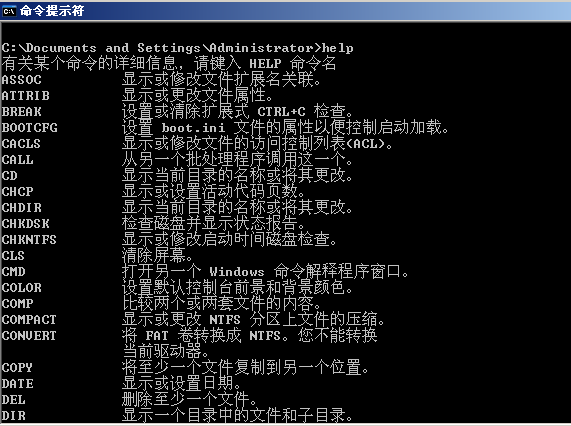 命令提示符
C:\Documents and Settings\Administrator>help
有关某个命令的详细信息，请键入 HELP 命令名
ASSOC 显示或修改文件扩展名关联。
ATTRIB 显示或更改文件属性。
BREAK 设置或清除扩展式 CTRL+C 检查。
BOOTCFG 设置 boot.ini 文件的属性以便控制启动加载。
CACLS 显示或修改文件的访问控制列表(ACL)。
CALL 从另一个批处理程序调用这一个。
CD 显示当前目录的名称或将其更改。
CHCP 显示或设置活动代码页数。
CHDIR 显示当前目录的名称或将其更改。
CHKDSK 检查磁盘并显示状态报告。
CHKNTFS 显示或修改启动时间磁盘检查。
CLS 清除屏幕。
CMD 打开另一个 Windows 命令解释程序窗口。
COLOR 设置默认控制台前景和背景颜色。
COMP 比较两个或两套文件的内容。
COMPACT 显示或更改 NTFS 分区上文件的压缩。
CONVERT 将 FAT 卷转换成 NTFS。您不能转换
当前驱动器。
COPY 将至少一个文件复制到另一个位置。
DATE 显示或设置日期。
DEL 删除至少一个文件。
DIR 显示一个目录中的文件和子目录。